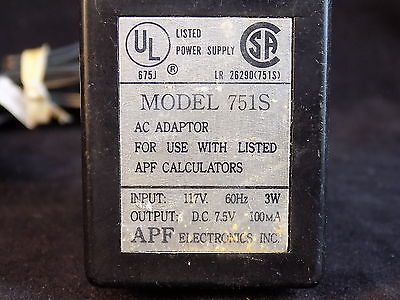 UL LISTED SA
POWER SUPPLY
675J ® LR 26290(751S)
MODEL 751S
AC ADAPTOR
FOR USE WITH LISTED
APF CALCULATORS
INPUT: 117V. 60Hz 3W
OUTPUT: D.C. 7.5V 100MA
APF ELECTRONICS INC.